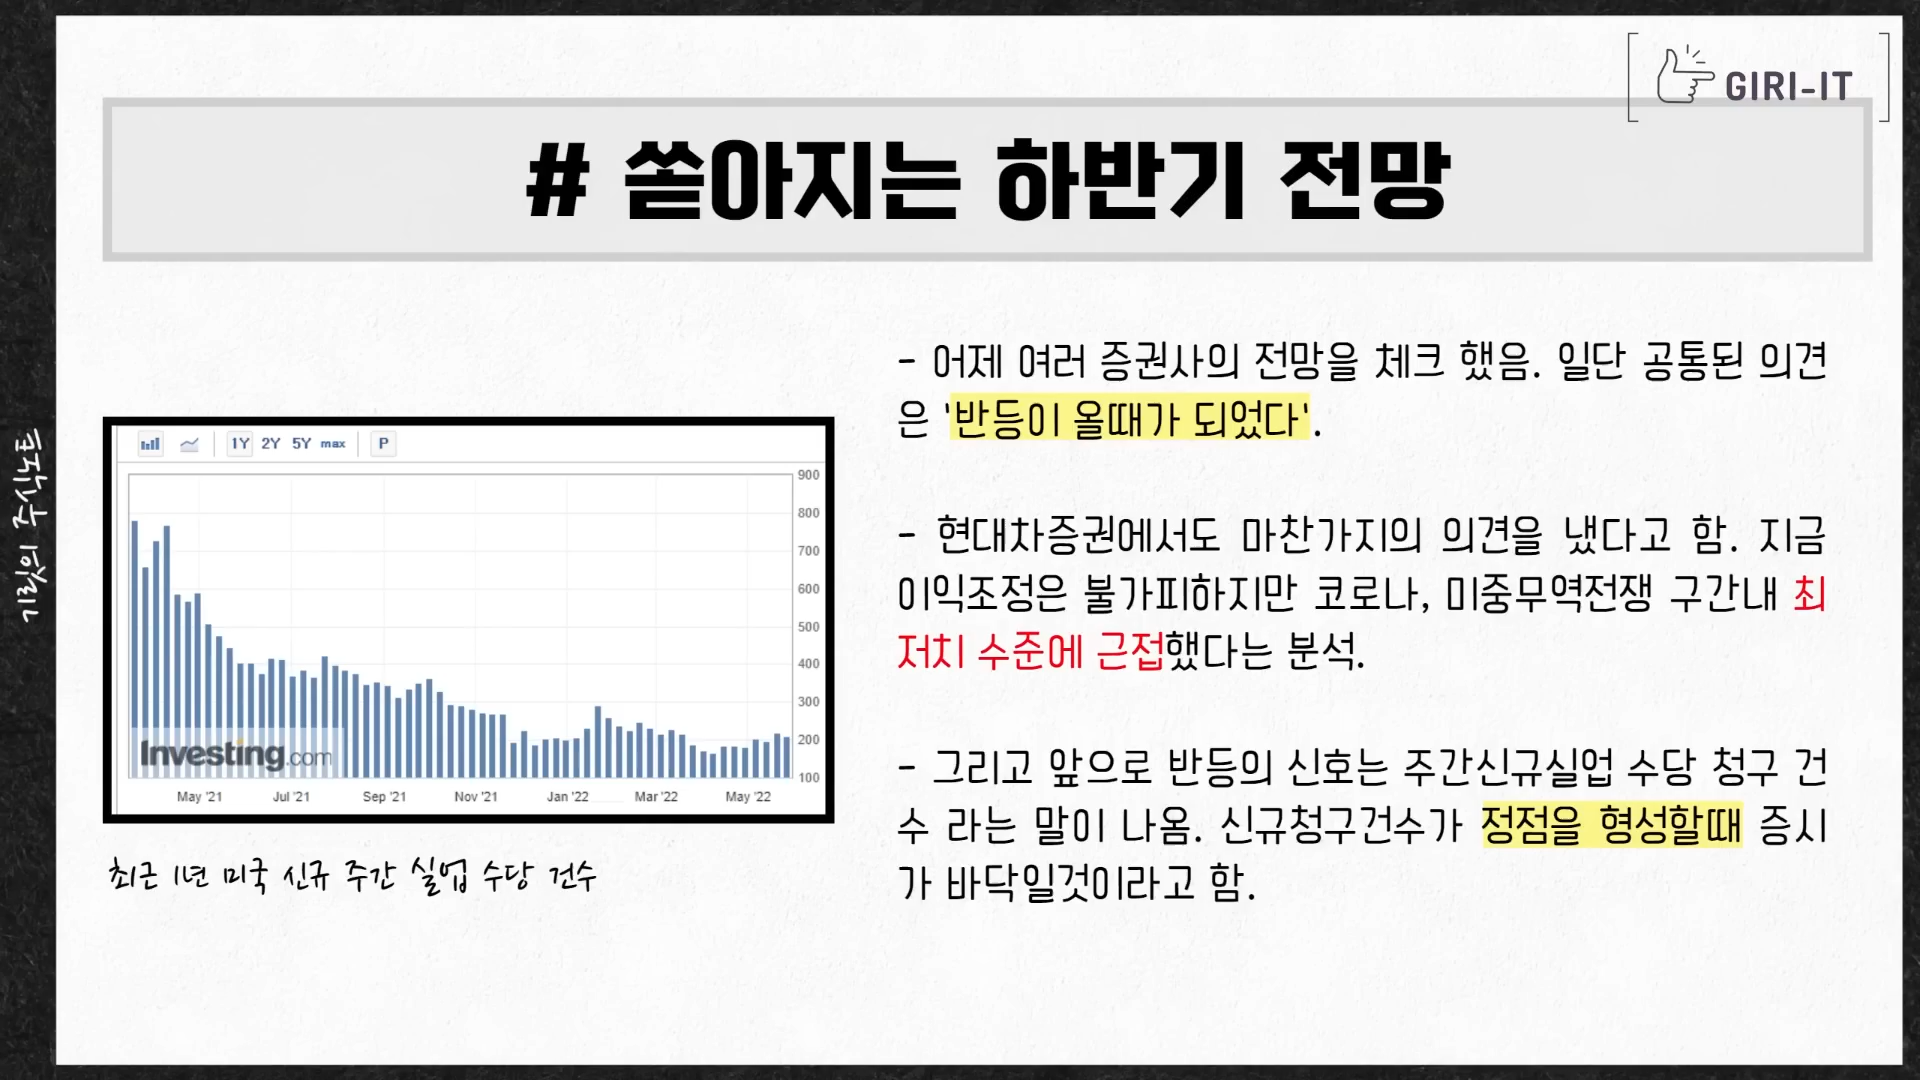 GIRI-IT
# 쏟아지는 하반기 전망
기릿의 주식노트
1Y 2Y 5Y max P
900
800
700
600
500
400
300
200
100
Investing.com
May '21 Jul '21 Sep '21 Nov '21 Jan '22 Mar '22 May '22
최근 1년 미국 신규 주간 실업 수당 건수
- 어제 여러 증권사의 전망을 체크 했음. 일단 공통된 의견
은 '반등이 올때가 되었다'.
- 현대차증권에서도 마찬가지의 의견을 냈다고 함. 지금
이익조정은 불가피하지만 코로나, 미중무역전쟁 구간내 최
저치 수준에 근접했다는 분석.
- 그리고 앞으로 반등의 신호는 주간신규실업 수당 청구 건
수 라는 말이 나옴. 신규청구건수가 정점을 형성할때 증시
가 바닥일것이라고 함.